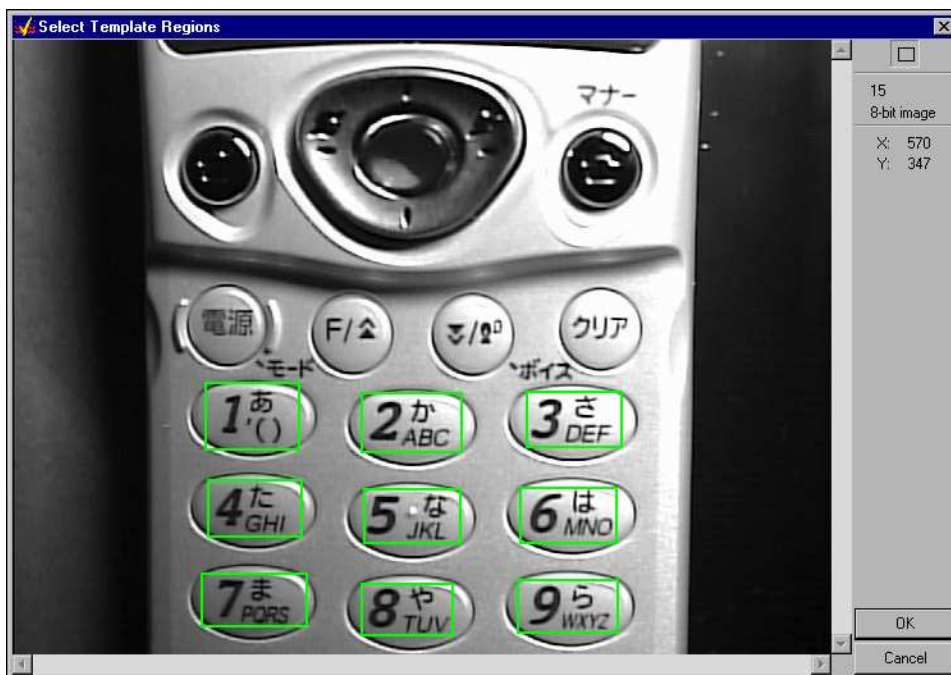 Select Template Regions
15
8-bit image
X: 570
Y: 347
マナー
電源
F/
クリア
モード
ボイス
1 あ
'()
2 か
ABC
3 さ
DEF
4 た
GHI
5 な
JKL
6 は
MNO
7 ま
PQRS
8 や
TUV
9 ら
WXYZ
OK
Cancel